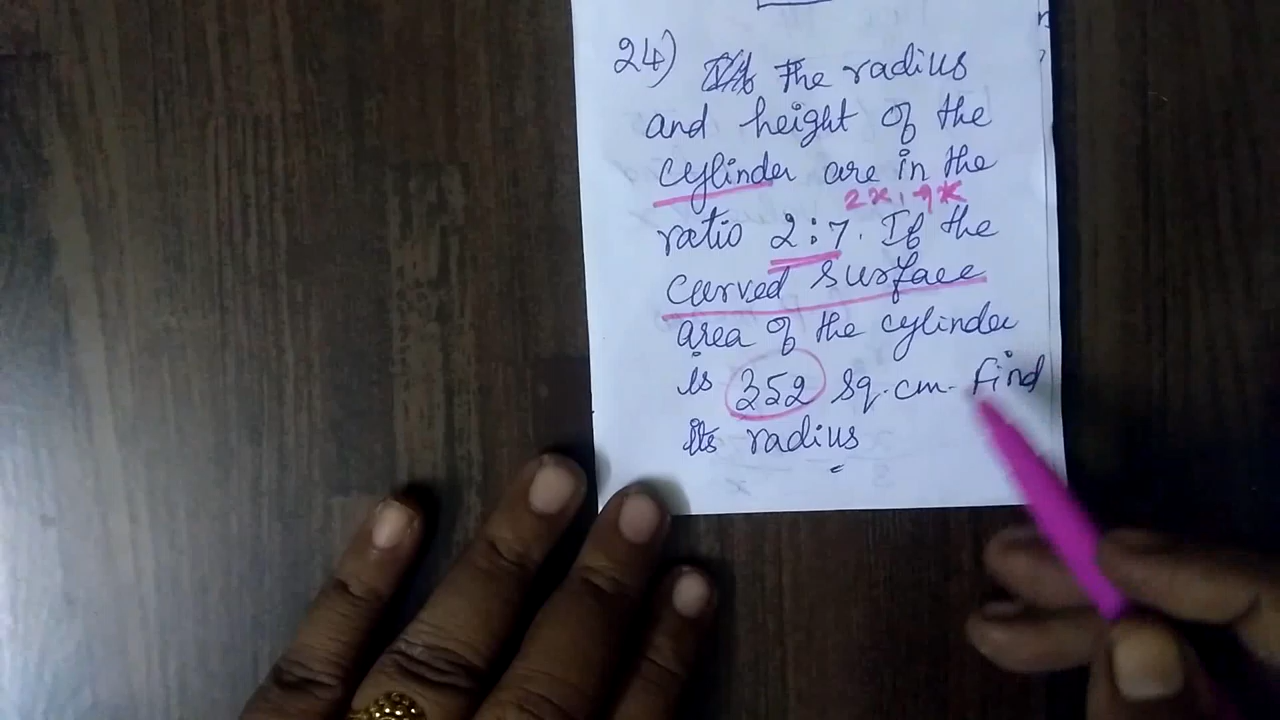 24) The radius
and height of the
cylinder are in the
2x, 7x
ratio 2:7. If the
curved surface
area of the cylinder
is 352 sq.cm. Find
its radius